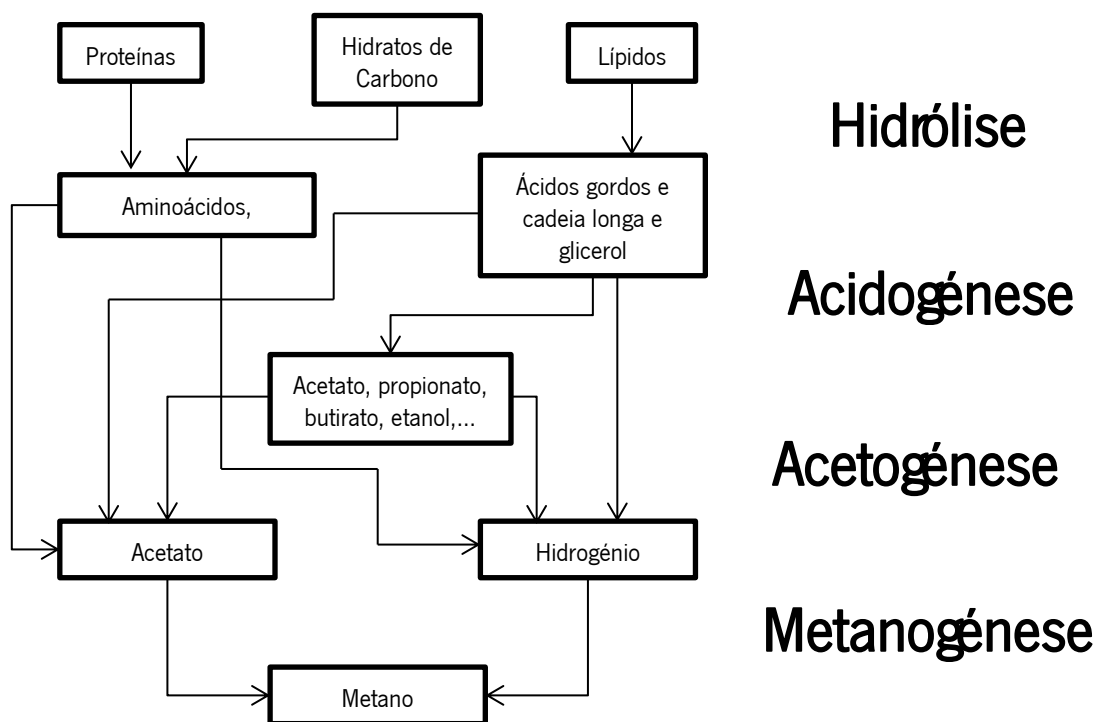 Proteínas
Hidratos de
Carbono
Lípidos
Hidrólise
Aminoácidos,
Ácidos gordos e
cadeia longa e
glicerol
Acidogénese
Acetato, propionato,
butirato, etanol,...
Acetogénese
Acetato
Hidrogénio
Metanogénese
Metano